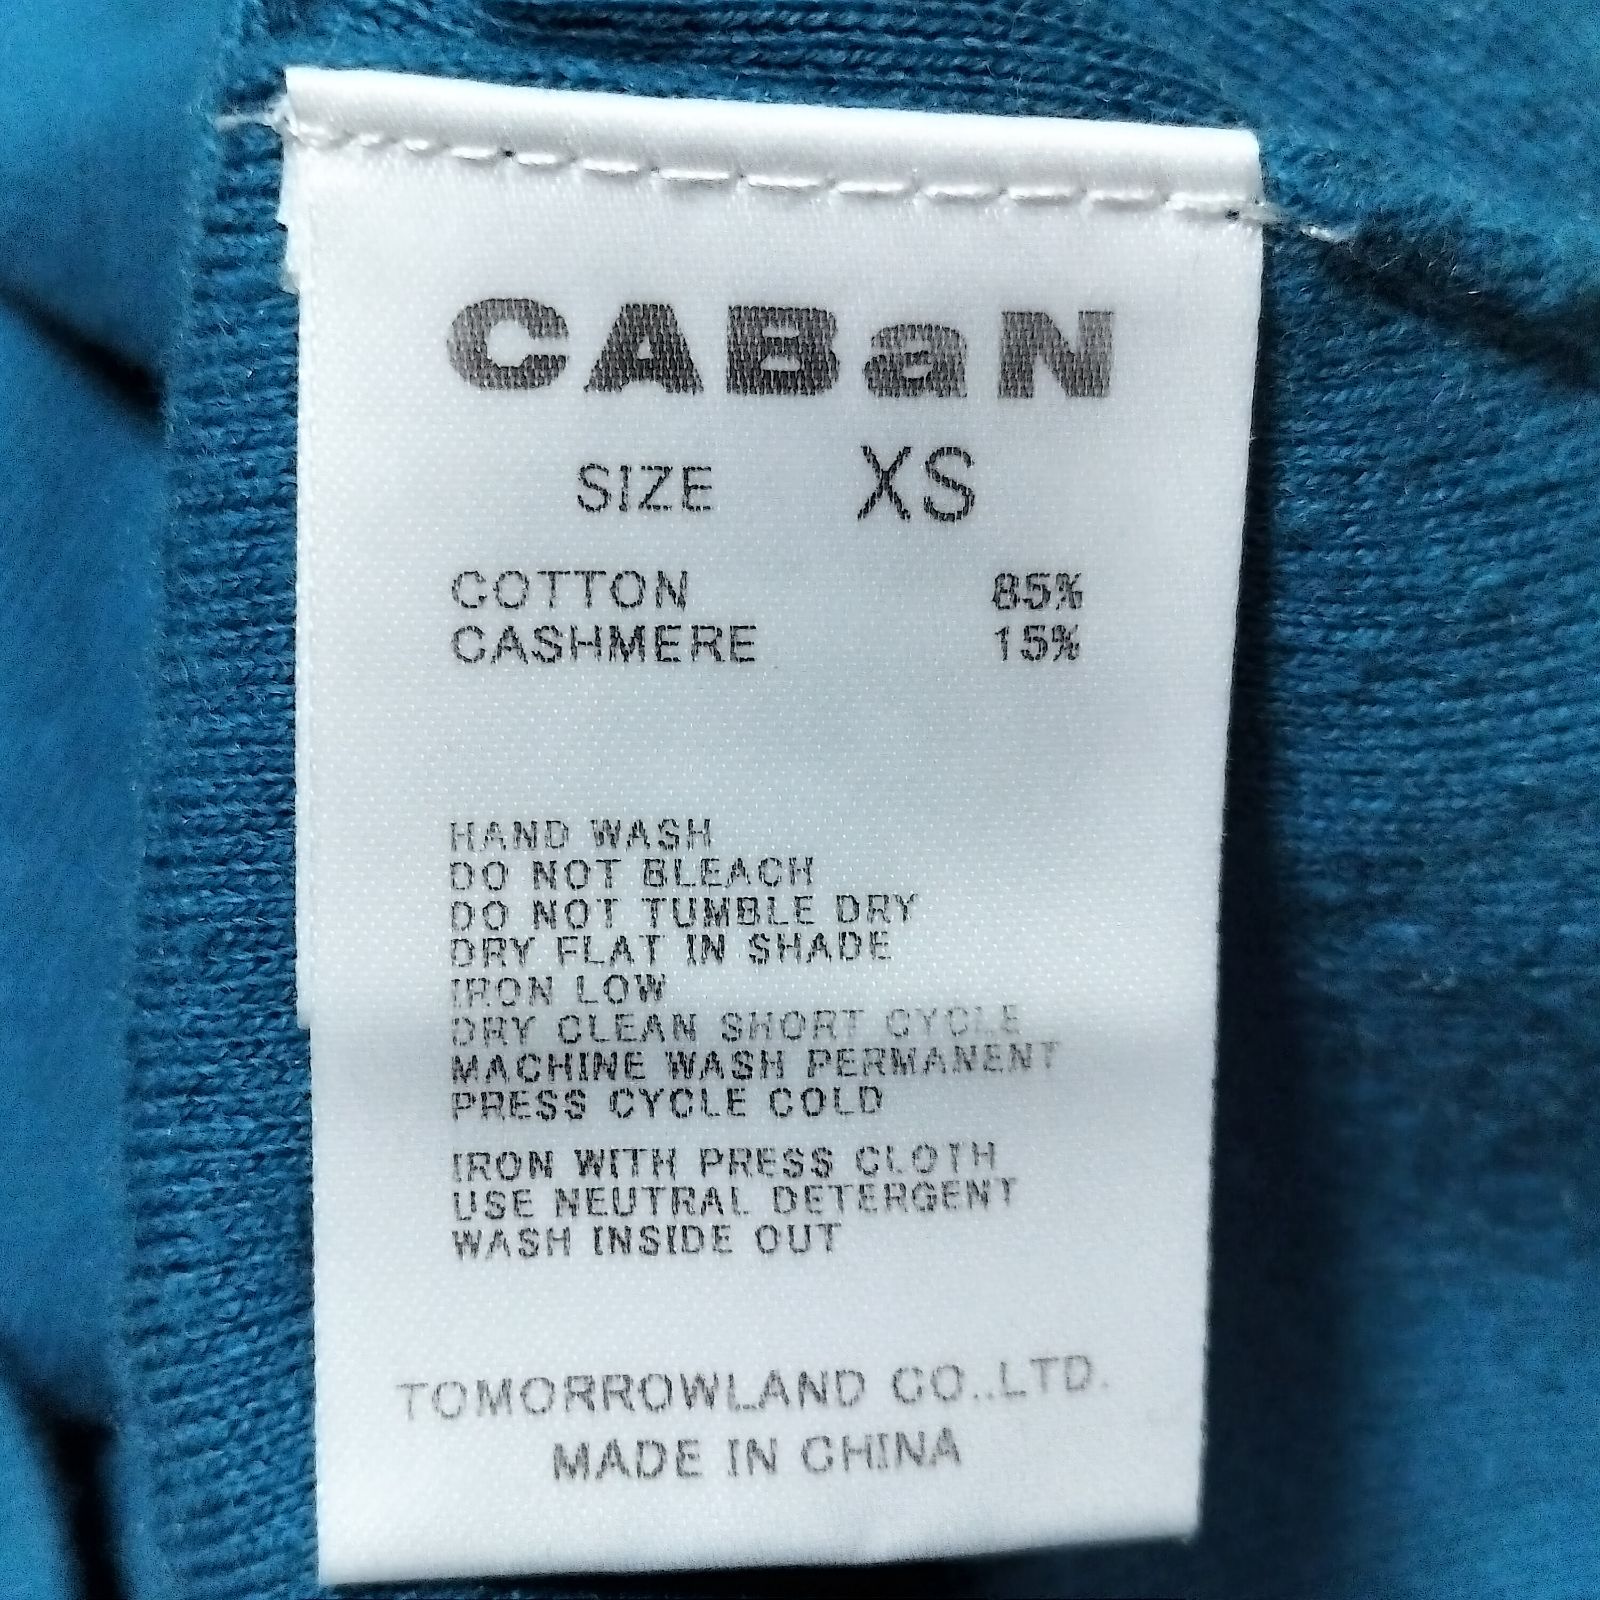 CABaN
SIZE XS
COTTON 85%
CASHMERE 15%
HAND WASH
DO NOT BLEACH
DO NOT TUMBLE DRY
DRY FLAT IN SHADE
IRON LOW
DRY CLEAN SHORT CYCLE
MACHINE WASH PERMANENT
PRESS CYCLE COLD
IRON WITH PRESS CLOTH
USE NEUTRAL DETERGENT
WASH INSIDE OUT
TOMORROWLAND CO.,LTD.
MADE IN CHINA